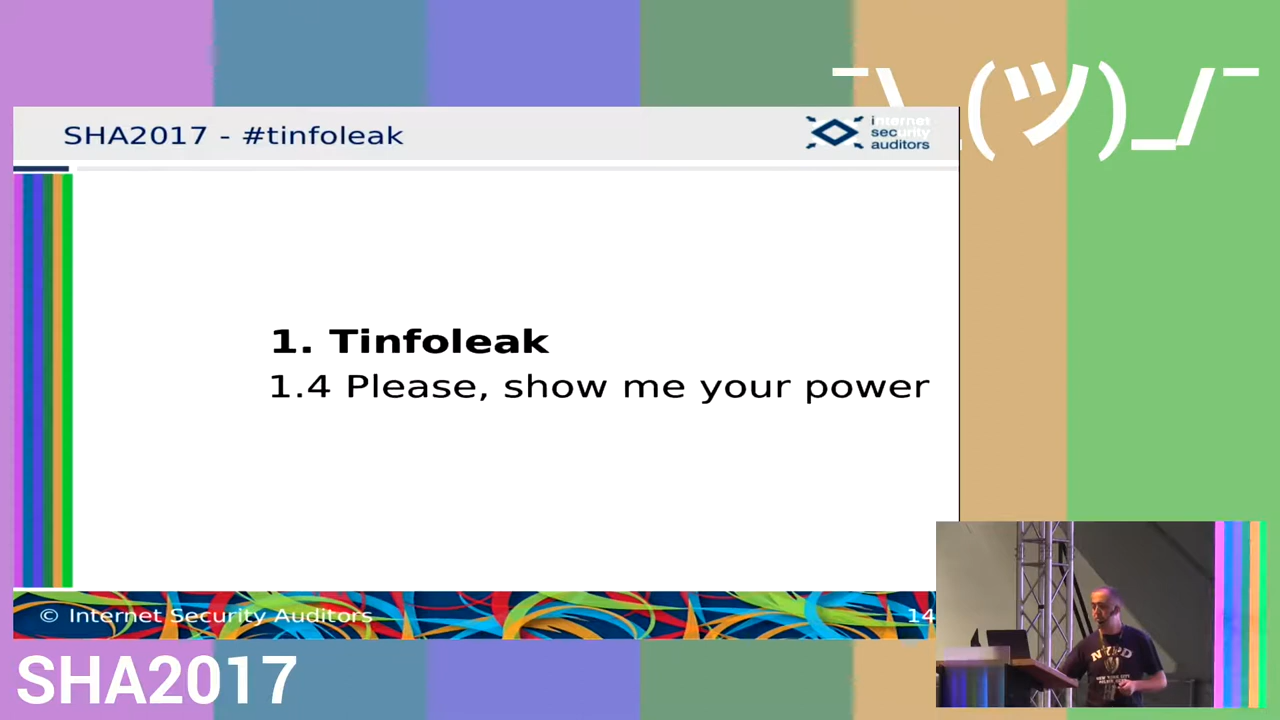 ¯\_(ツ)_/¯
SHA2017 - #tinfoleak
internet
security
auditors
1. Tinfoleak
1.4 Please, show me your power
© Internet Security Auditors
14
NYPD
SHA2017